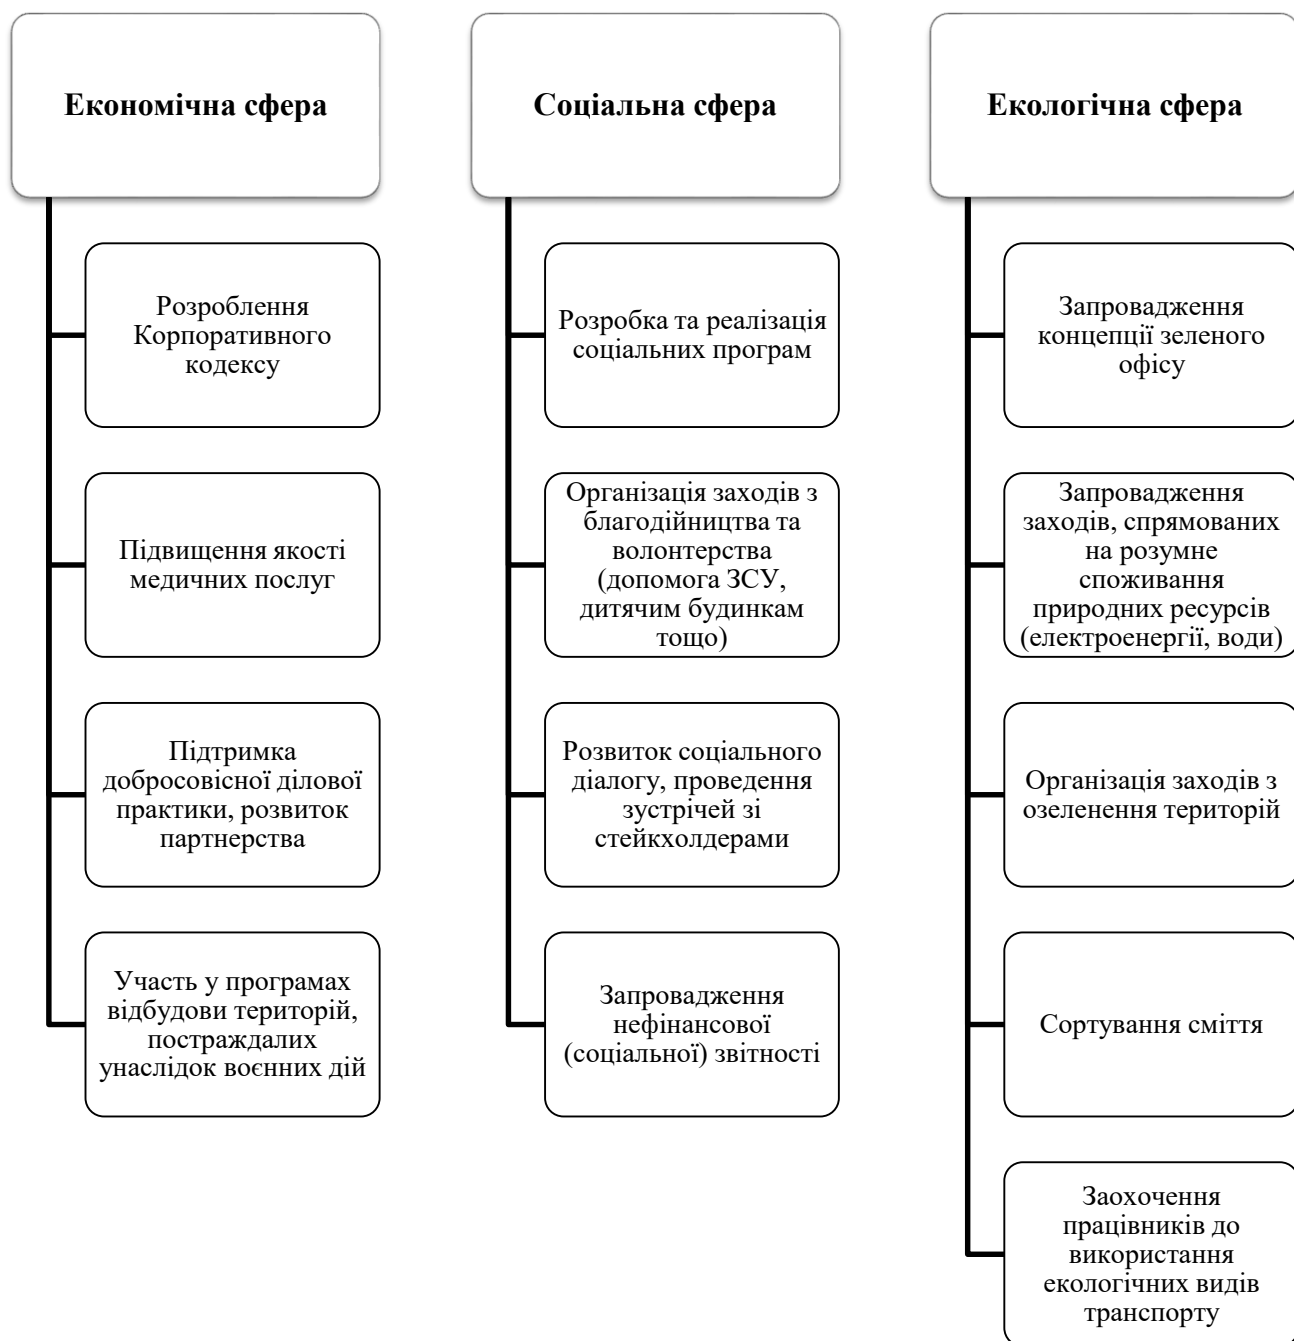 Економічна сфера
Розроблення
Корпоративного
кодексу
Підвищення якості
медичних послуг
Підтримка
добросовісної ділової
практики, розвиток
партнерства
Участь у програмах
відбудови територій,
постраждалих
унаслідок воєнних дій
Соціальна сфера
Розробка та реалізація
соціальних програм
Організація заходів з
благодійництва та
волонтерства
(допомога ЗСУ,
дитячим будинкам
тощо)
Розвиток соціального
діалогу, проведення
зустрічей зі
стейкхолдерами
Запровадження
нефінансової
(соціальної) звітності
Екологічна сфера
Запровадження
концепції зеленого
офісу
Запровадження
заходів, спрямованих
на розумне
споживання
природних ресурсів
(електроенергії, води)
Організація заходів з
озеленення територій
Сортування сміття
Заохочення
працівників до
використання
екологічних видів
транспорту